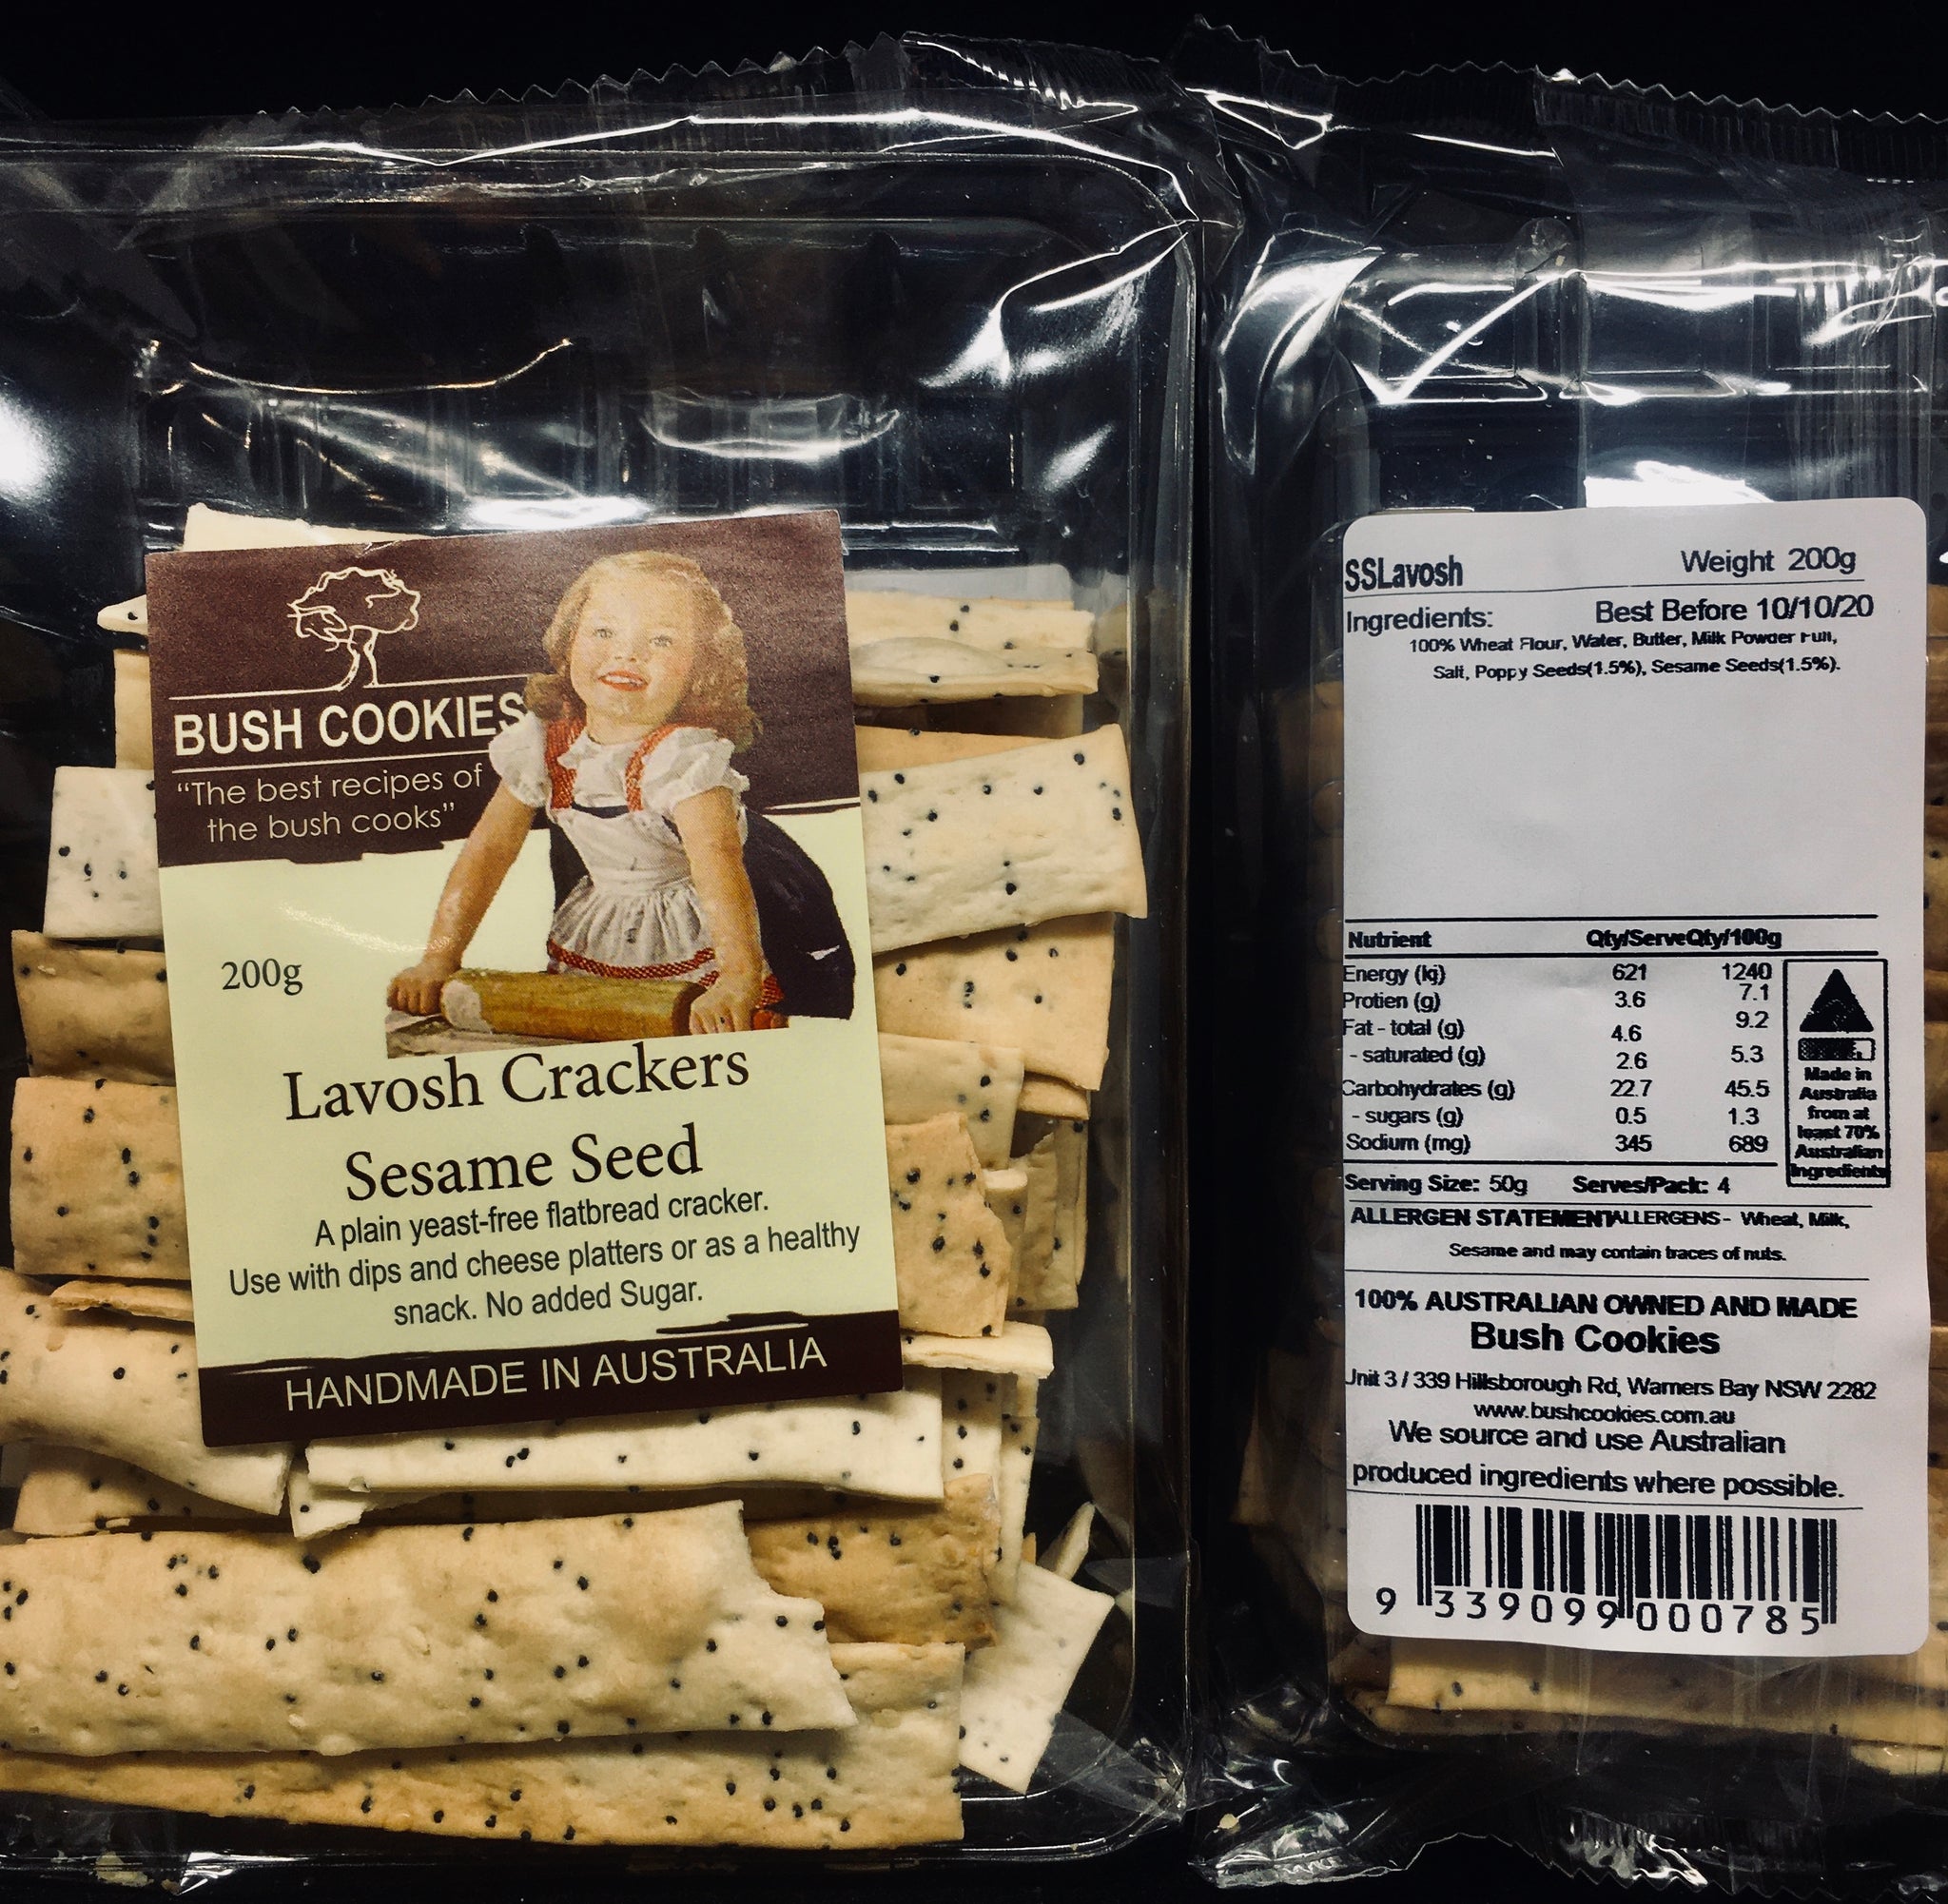 BUSH COOKIES
"The best recipes of
the bush cooks"
200g
Lavosh Crackers
Sesame Seed
A plain yeast-free flatbread cracker.
Use with dips and cheese platters or as a healthy
snack. No added Sugar.
HANDMADE IN AUSTRALIA
SSLavosh Weight 200g
Ingredients: Best Before 10/10/20
100% Wheat Flour, Water, Butter, Milk Powder Full,
Salt, Poppy Seeds(1.5%), Sesame Seeds(1.5%).
Nutrient Qty/Serve Qty/100g
Energy (kj) 621 1240
Protien (g) 3.6 7.1
Fat - total (g) 4.6 9.2
- saturated (g) 2.6 5.3
Carbohydrates (g) 22.7 45.5
- sugars (g) 0.5 1.3
Sodium (mg) 345 689
Made in
Australia
from at
least 70%
Australian
Ingredients
Serving Size: 50g Serves/Pack: 4
ALLERGEN STATEMENT ALLERGENS - Wheat, Milk,
Sesame and may contain traces of nuts.
100% AUSTRALIAN OWNED AND MADE
Bush Cookies
Unit 3 / 339 Hillsborough Rd, Warners Bay NSW 2282
www.bushcookies.com.au
We source and use Australian
produced ingredients where possible.
9 339099 000785